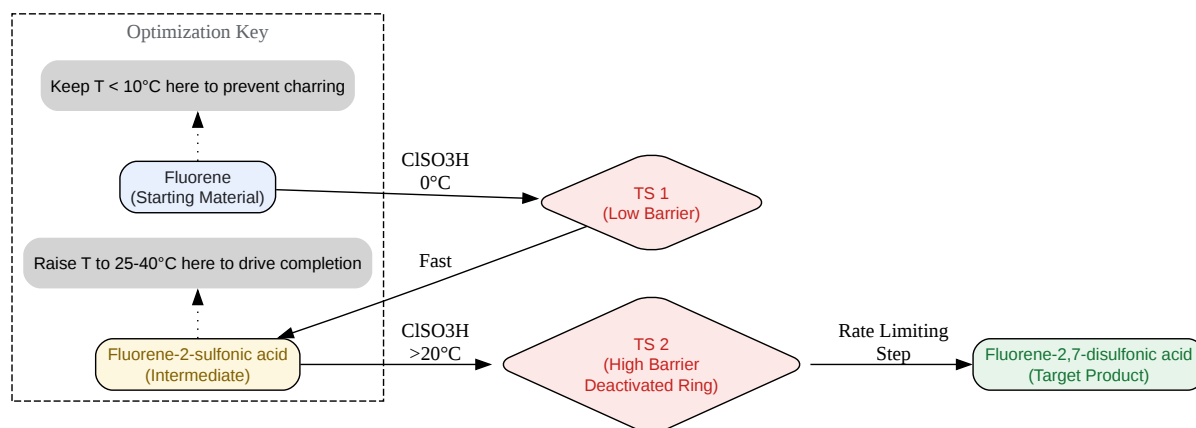 Optimization Key
Keep T < 10°C here to prevent charring
Fluorene
(Starting Material)
ClSO3H
0°C
TS 1
(Low Barrier)
Raise T to 25-40°C here to drive completion
Fast
Fluorene-2-sulfonic acid
(Intermediate)
ClSO3H
>20°C
TS 2
(High Barrier
Deactivated Ring)
Rate Limiting
Step
Fluorene-2,7-disulfonic acid
(Target Product)